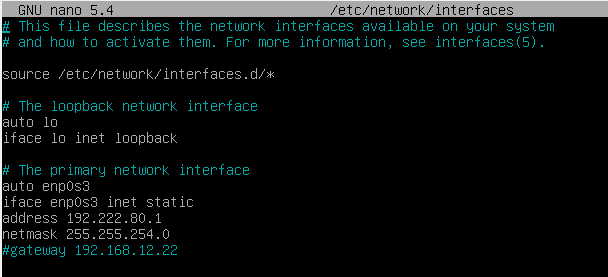 GNU nano 5.4 /etc/network/interfaces
# This file describes the network interfaces available on your system
# and how to activate them. For more information, see interfaces(5).
source /etc/network/interfaces.d/*
# The loopback network interface
auto lo
iface lo inet loopback
# The primary network interface
auto enp0s3
iface enp0s3 inet static
address 192.222.80.1
netmask 255.255.254.0
#gateway 192.168.12.22